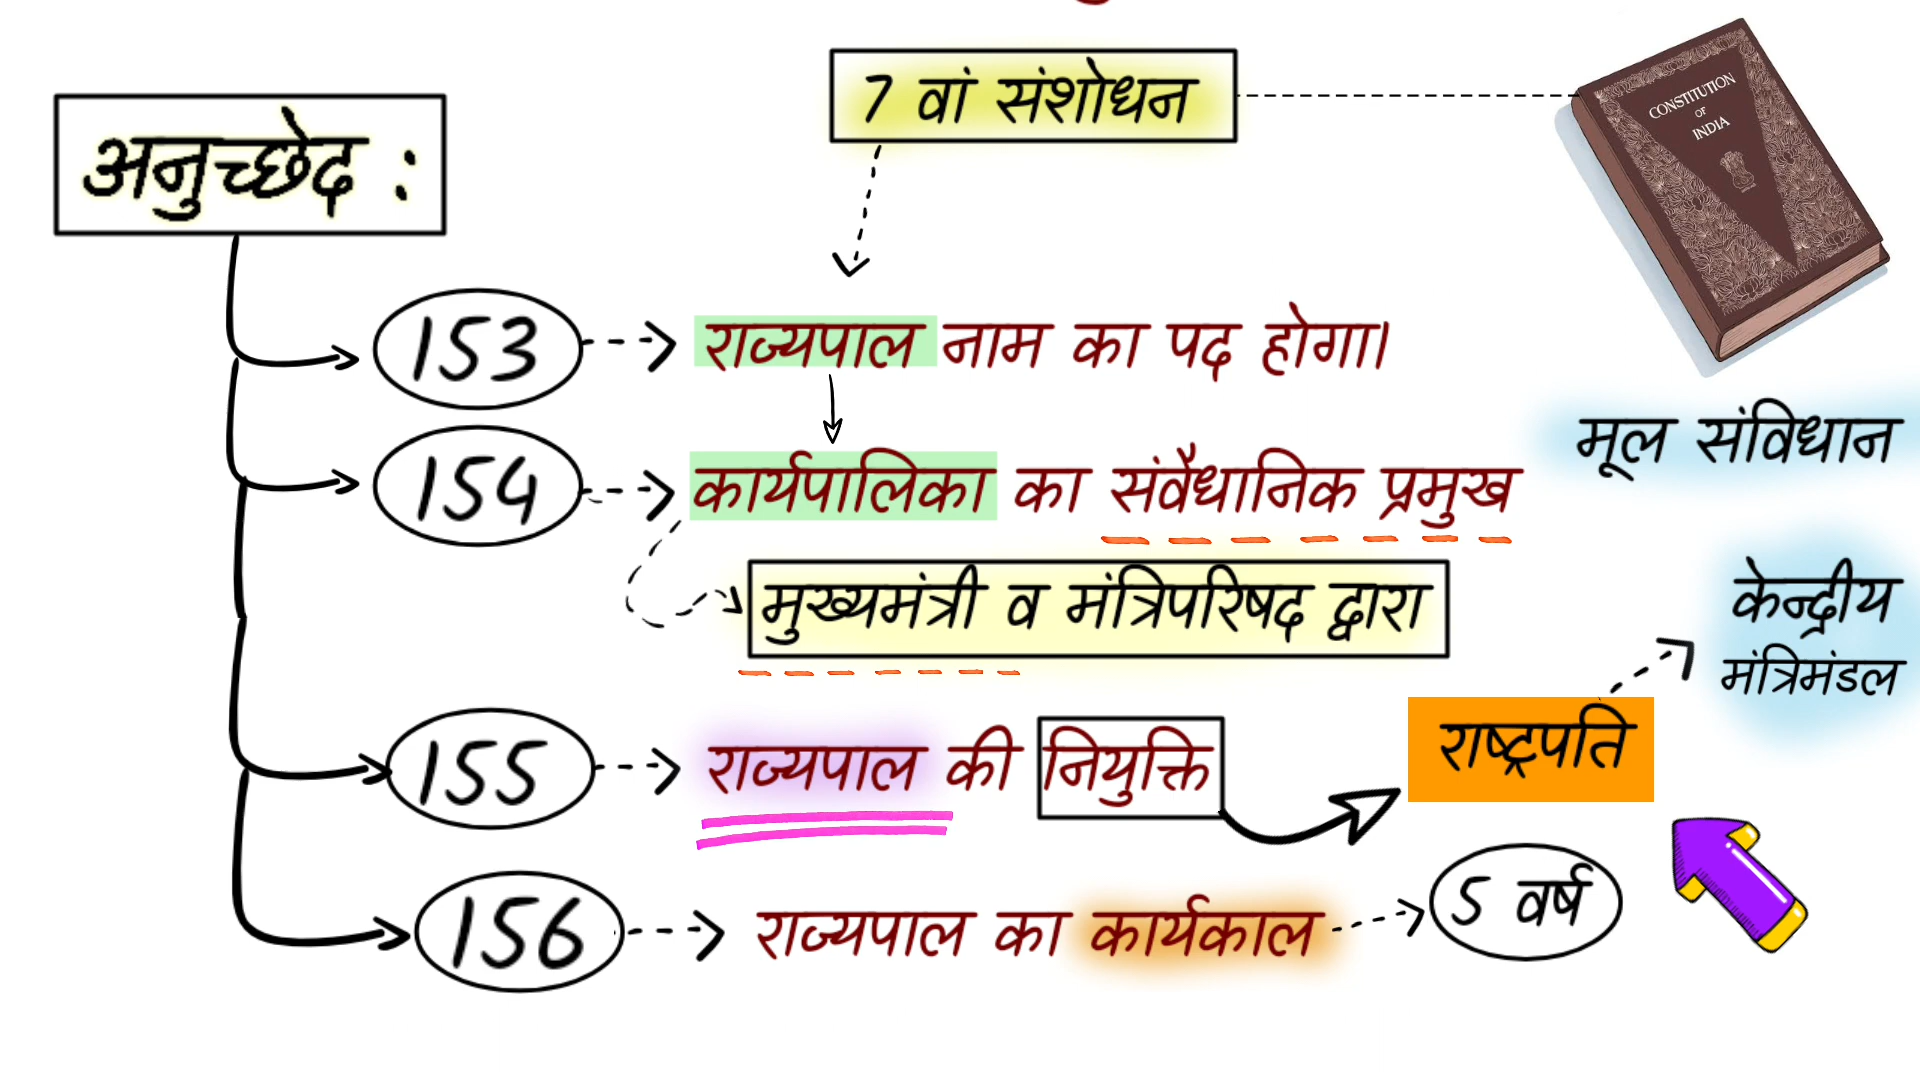 7 वां संशोधन
CONSTITUTION
OF
INDIA
अनुच्छेद :
153 राज्यपाल नाम का पद होगा।
मूल संविधान
154 कार्यपालिका का संवैधानिक प्रमुख
मुख्यमंत्री व मंत्रिपरिषद द्वारा
केन्द्रीय
मंत्रिमंडल
155 राज्यपाल की नियुक्ति राष्ट्रपति
156 राज्यपाल का कार्यकाल 5 वर्ष